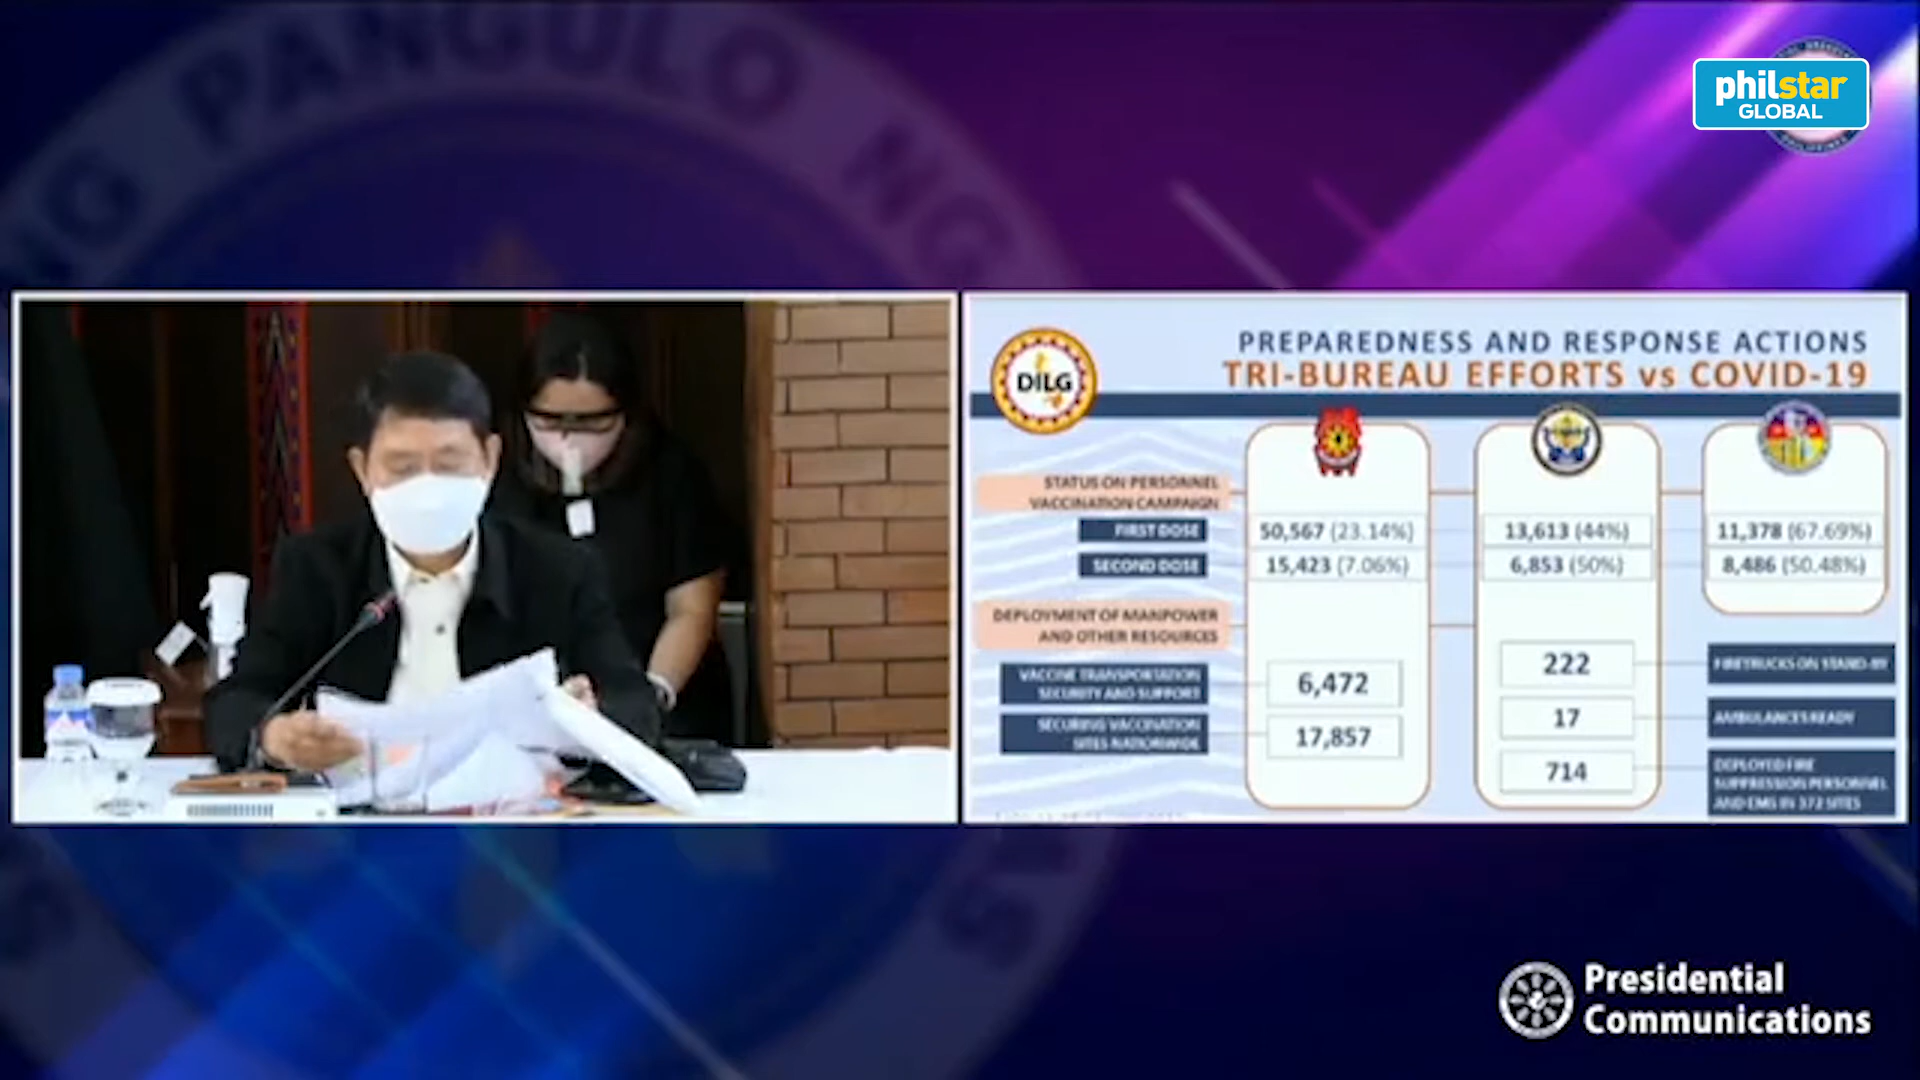 NG PANGULO NG
philstar
GLOBAL
DILG
PREPAREDNESS AND RESPONSE ACTIONS
TRI-BUREAU EFFORTS vs COVID-19
STATUS ON PERSONNEL
VACCINATION CAMPAIGN
FIRST DOSE
50,567 (23.14%)
13,613 (44%)
11,378 (67.69%)
SECOND DOSE
15,423 (7.06%)
6,853 (50%)
8,486 (50.48%)
DEPLOYMENT OF MANPOWER
AND OTHER RESOURCES
VACCINE TRANSPORTATION
SECURITY AND SUPPORT
6,472
SECURING VACCINATION
SITES NATIONWIDE
17,857
222
FIRETRUCKS ON STAND-BY
17
AMBULANCES READY
714
DEPLOYED FIRE
SUPPRESSION PERSONNEL
AND EMS IN 372 SITES
Presidential
Communications